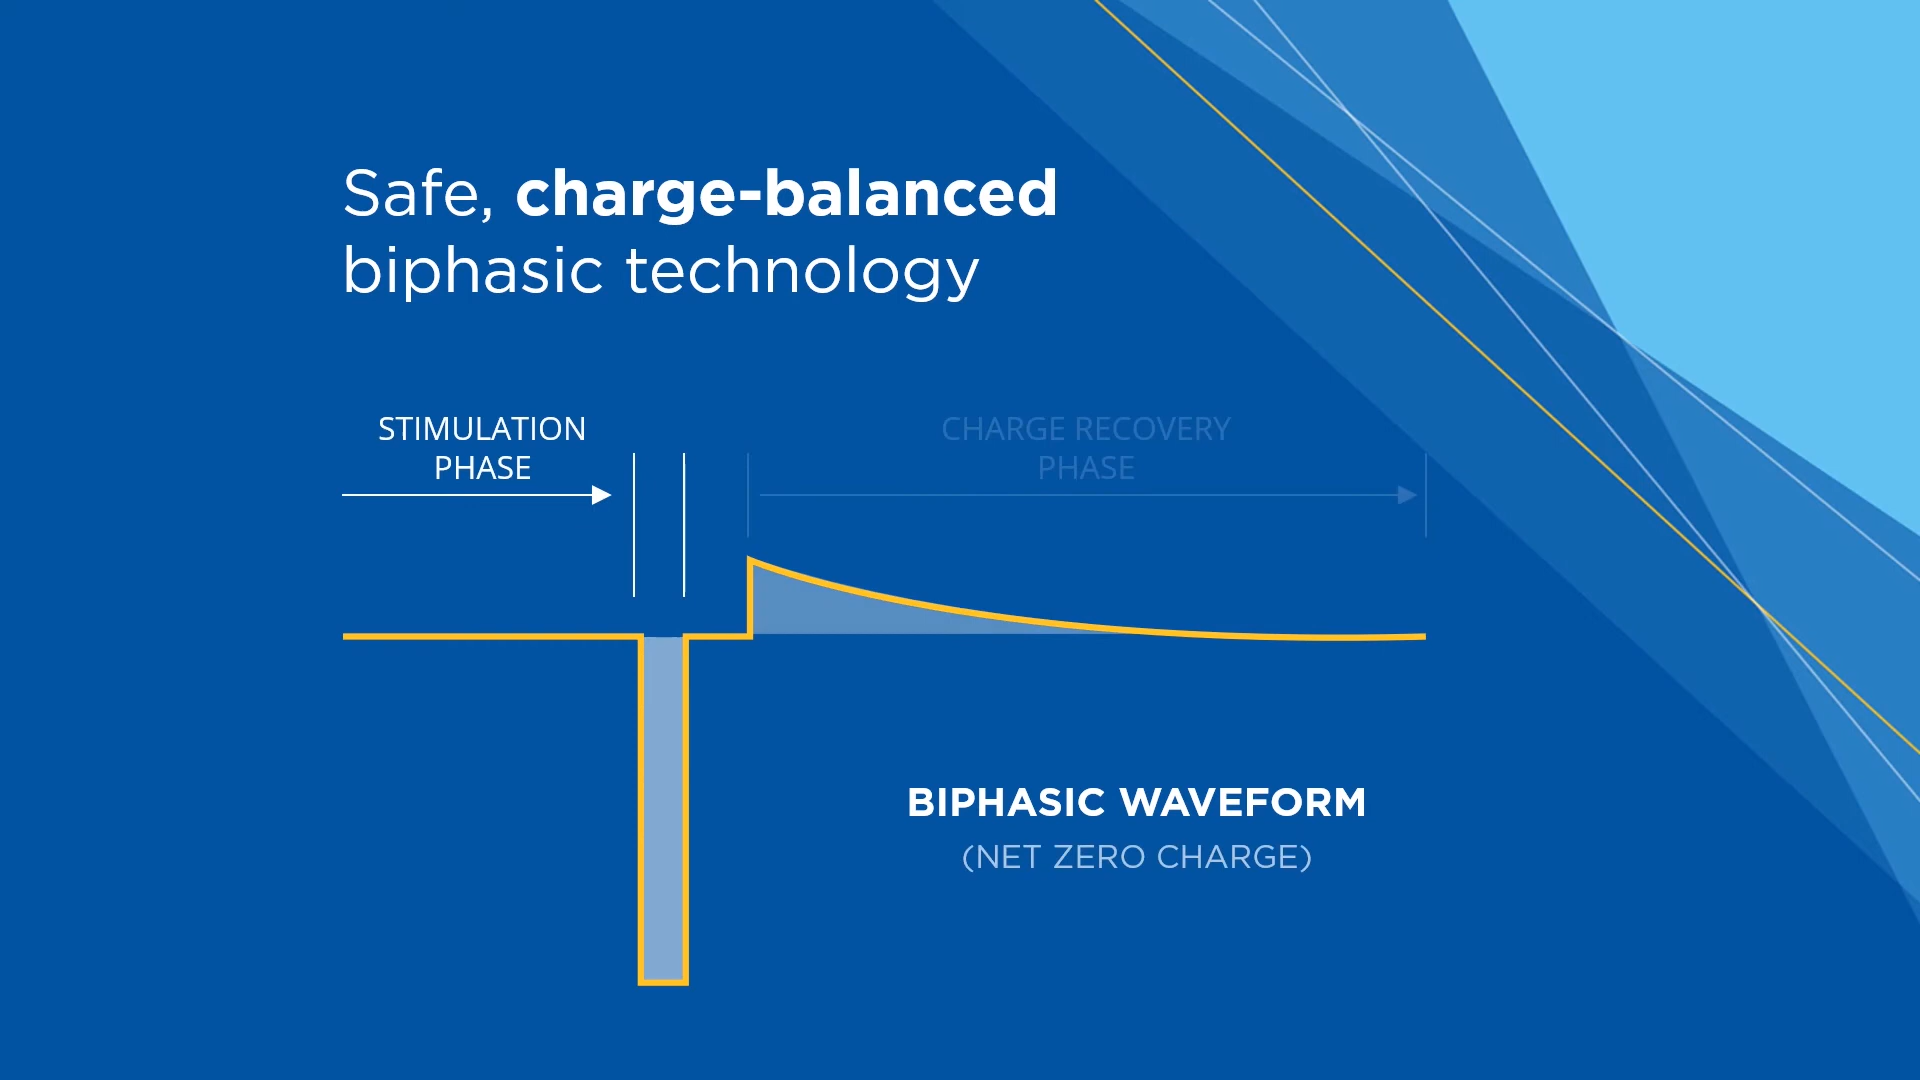 Safe, charge-balanced
biphasic technology
STIMULATION
PHASE
CHARGE RECOVERY
PHASE
BIPHASIC WAVEFORM
(NET ZERO CHARGE)